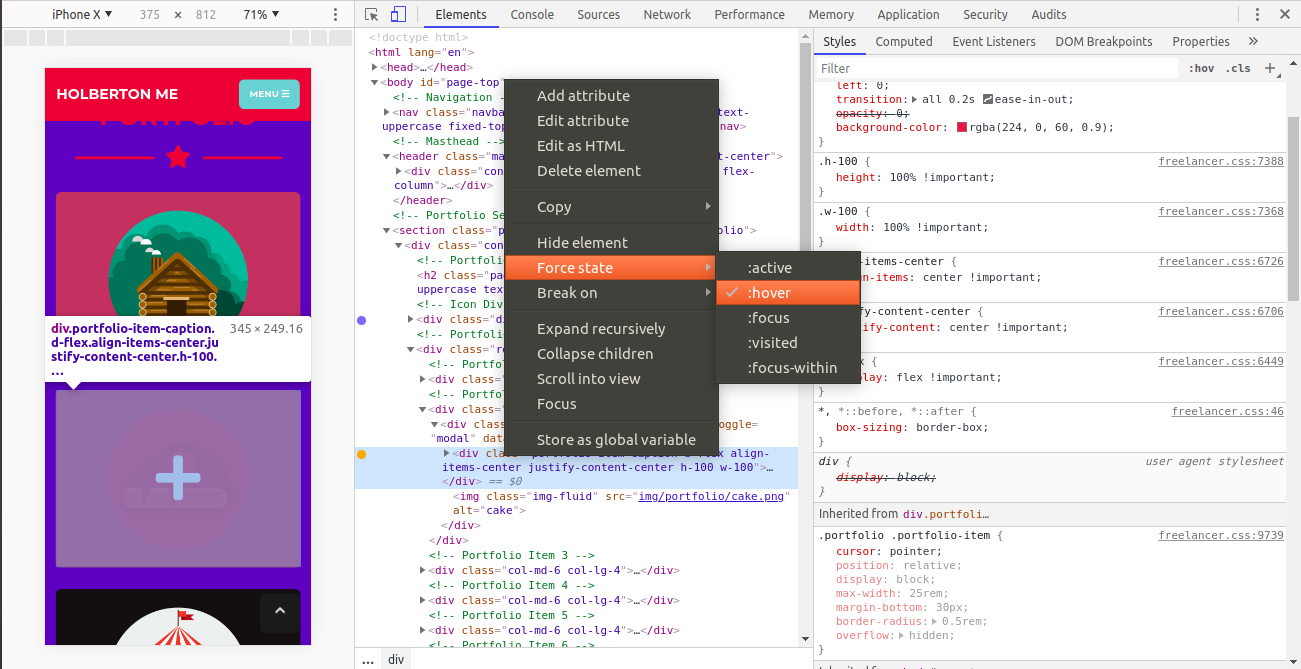 iPhone X ▼ 375 × 812 71% ▼
Elements Console Sources Network Performance Memory Application Security Audits
HOLBERTON ME
MENU ☰
div.portfolio-item-caption.
d-flex.align-items-center.ju
stify-content-center.h-100.
...
345 × 249.16
<!doctype html>
<html lang="en">
▶<head>…</head>
▼<body id="page-top"
<!-- Navigation -
▶<nav class="navba
text-
uppercase fixed-top
nav>
<!-- Masthead -->
▼<header class="mas
t-center">
▶<div class="con
flex-
column">…</div>
</header>
<!-- Portfolio Se
▼<section class="p
folio">
▼<div class="con
<!-- Portfoli
<h2 class="pag
uppercase tex
<!-- Icon Div
▶<div class="di
<!-- Portfoli
▼<div class="r
<!-- Portfo
▶<div class=
<!-- Portfo
▼<div class=
▼<div clas
oggle=
"modal" dat
▶<div class="portfolio-item-caption d-flex align-
items-center justify-content-center h-100 w-100">…
</div> == $0
<img class="img-fluid" src="img/portfolio/cake.png"
alt="cake">
</div>
</div>
<!-- Portfolio Item 3 -->
▶<div class="col-md-6 col-lg-4">…</div>
<!-- Portfolio Item 4 -->
▶<div class="col-md-6 col-lg-4">…</div>
<!-- Portfolio Item 5 -->
▶<div class="col-md-6 col-lg-4">…</div>
<!-- Portfolio Item 6 -->
... div
Add attribute
Edit attribute
Edit as HTML
Delete element
Copy
Hide element
Force state
Break on
Expand recursively
Collapse children
Scroll into view
Focus
Store as global variable
:active
:hover
:focus
:visited
:focus-within
Styles Computed Event Listeners DOM Breakpoints Properties »
Filter :hov .cls +
left: 0;
transition: ▶ all 0.2s ease-in-out;
opacity: 0;
background-color: rgba(224, 0, 60, 0.9);
}
.h-100 { freelancer.css:7388
height: 100% !important;
}
.w-100 { freelancer.css:7368
width: 100% !important;
}
items-center { freelancer.css:6726
gn-items: center !important;
fy-content-center { freelancer.css:6706
ify-content: center !important;
x { freelancer.css:6449
play: flex !important;
}
*, *::before, *::after { freelancer.css:46
box-sizing: border-box;
}
div { user agent stylesheet
display: block;
}
Inherited from div.portfoli…
.portfolio .portfolio-item { freelancer.css:9739
cursor: pointer;
position: relative;
display: block;
max-width: 25rem;
margin-bottom: 30px;
border-radius: ▶ 0.5rem;
overflow: ▶ hidden;
}